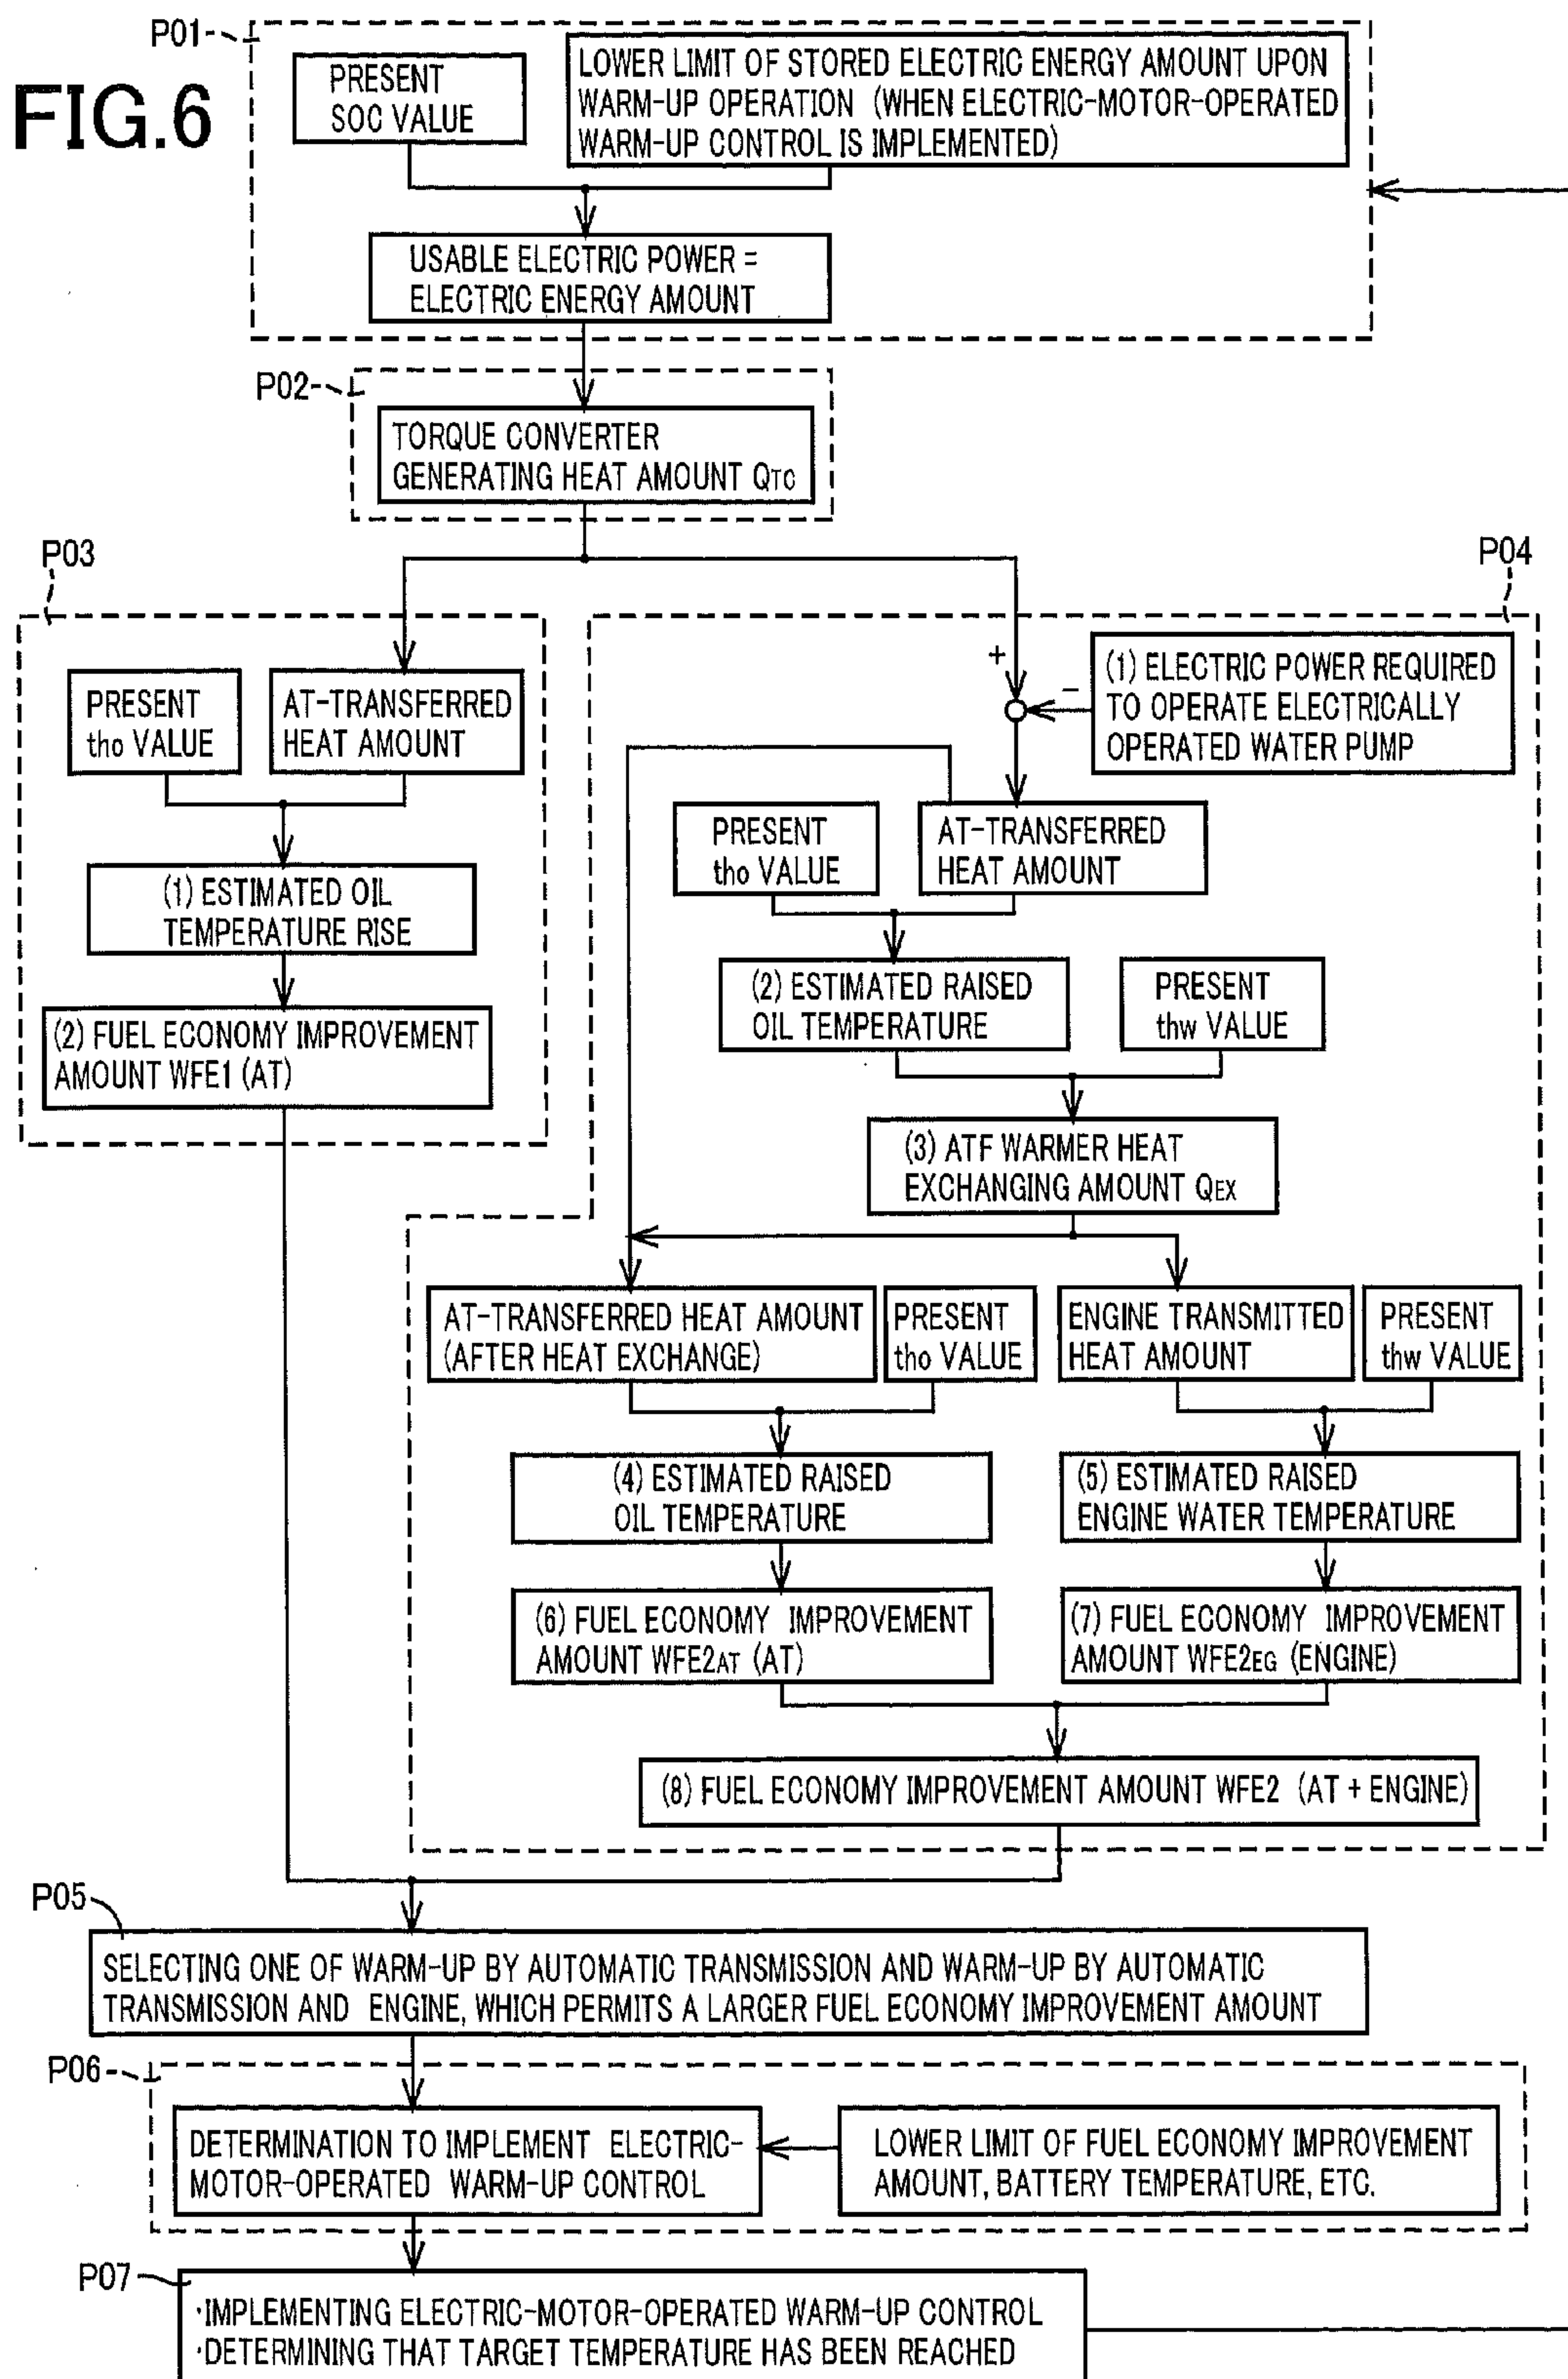 FIG.6
P01
PRESENT
SOC VALUE
LOWER LIMIT OF STORED ELECTRIC ENERGY AMOUNT UPON
WARM-UP OPERATION (WHEN ELECTRIC-MOTOR-OPERATED
WARM-UP CONTROL IS IMPLEMENTED)
USABLE ELECTRIC POWER =
ELECTRIC ENERGY AMOUNT
P02
TORQUE CONVERTER
GENERATING HEAT AMOUNT QTC
P03
PRESENT
tho VALUE
AT-TRANSFERRED
HEAT AMOUNT
(1) ESTIMATED OIL
TEMPERATURE RISE
(2) FUEL ECONOMY IMPROVEMENT
AMOUNT WFE1 (AT)
P04
+
-
(1) ELECTRIC POWER REQUIRED
TO OPERATE ELECTRICALLY
OPERATED WATER PUMP
PRESENT
tho VALUE
AT-TRANSFERRED
HEAT AMOUNT
(2) ESTIMATED RAISED
OIL TEMPERATURE
PRESENT
thw VALUE
(3) ATF WARMER HEAT
EXCHANGING AMOUNT QEX
AT-TRANSFERRED HEAT AMOUNT
(AFTER HEAT EXCHANGE)
PRESENT
tho VALUE
ENGINE TRANSMITTED
HEAT AMOUNT
PRESENT
thw VALUE
(4) ESTIMATED RAISED
OIL TEMPERATURE
(5) ESTIMATED RAISED
ENGINE WATER TEMPERATURE
(6) FUEL ECONOMY IMPROVEMENT
AMOUNT WFE2AT (AT)
(7) FUEL ECONOMY IMPROVEMENT
AMOUNT WFE2EG (ENGINE)
(8) FUEL ECONOMY IMPROVEMENT AMOUNT WFE2 (AT + ENGINE)
P05
SELECTING ONE OF WARM-UP BY AUTOMATIC TRANSMISSION AND WARM-UP BY AUTOMATIC
TRANSMISSION AND ENGINE, WHICH PERMITS A LARGER FUEL ECONOMY IMPROVEMENT AMOUNT
P06
DETERMINATION TO IMPLEMENT ELECTRIC-
MOTOR-OPERATED WARM-UP CONTROL
LOWER LIMIT OF FUEL ECONOMY IMPROVEMENT
AMOUNT, BATTERY TEMPERATURE, ETC.
P07
·IMPLEMENTING ELECTRIC-MOTOR-OPERATED WARM-UP CONTROL
·DETERMINING THAT TARGET TEMPERATURE HAS BEEN REACHED